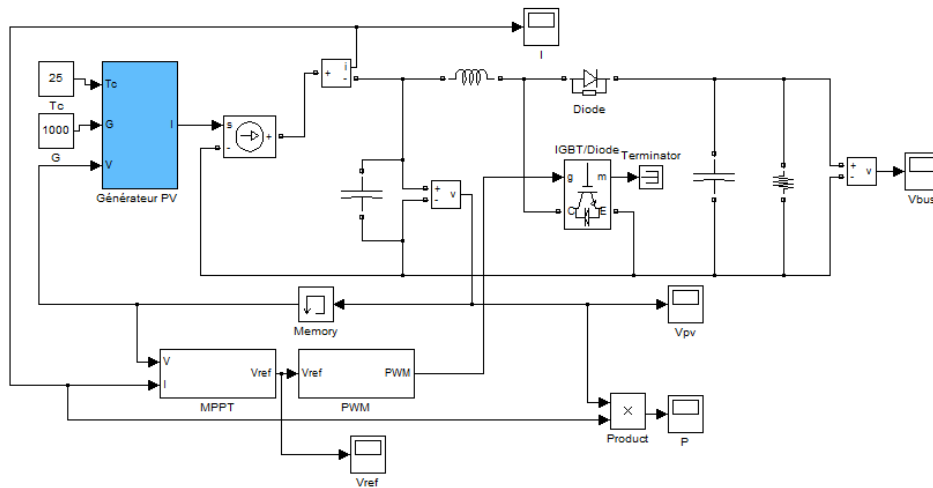 I
25
Tc
Tc
1000
G
G
I
V
Générateur PV
s
-
+
+
i
-
Diode
IGBT/Diode
Terminator
g
m
C
E
+
-
v
+
-
v
Vbus
Memory
Vpv
V
I
Vref
MPPT
Vref
PWM
PWM
×
Product
P
Vref